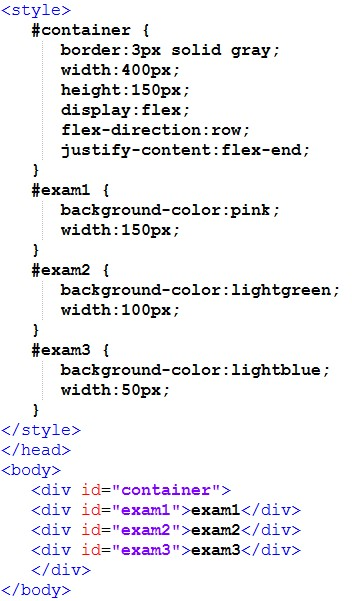 <style>
#container {
border:3px solid gray;
width:400px;
height:150px;
display:flex;
flex-direction:row;
justify-content:flex-end;
}
#exam1 {
background-color:pink;
width:150px;
}
#exam2 {
background-color:lightgreen;
width:100px;
}
#exam3 {
background-color:lightblue;
width:50px;
}
</style>
</head>
<body>
<div id="container">
<div id="exam1">exam1</div>
<div id="exam2">exam2</div>
<div id="exam3">exam3</div>
</div>
</body>